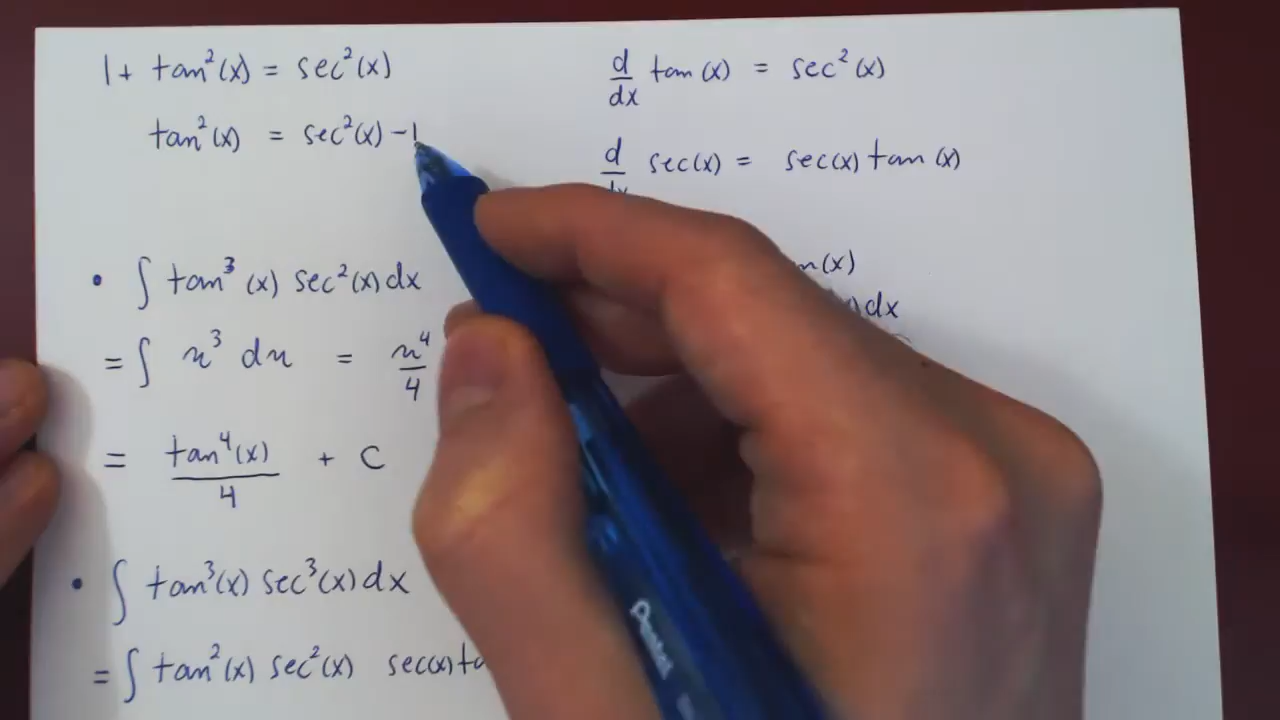 1 + tan²(x) = sec²(x)
tan²(x) = sec²(x) - 1
d/dx tan(x) = sec²(x)
d sec(x) = sec(x) tan(x)
• ∫ tan³(x) sec²(x) dx
= ∫ u³ du = u⁴/4
= tan⁴(x)/4 + C
dx
• ∫ tan³(x) sec³(x) dx
= ∫ tan²(x) sec²(x) sec(x)
Pentel